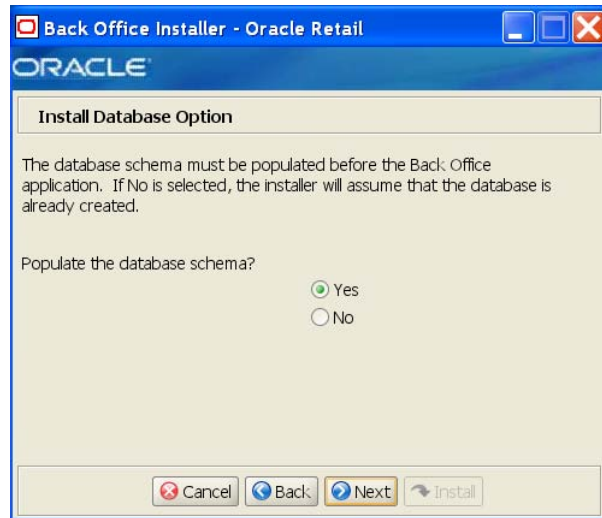 Back Office Installer - Oracle Retail
ORACLE
Install Database Option
The database schema must be populated before the Back Office
application. If No is selected, the installer will assume that the database is
already created.
Populate the database schema?
Yes
No
Cancel Back Next Install